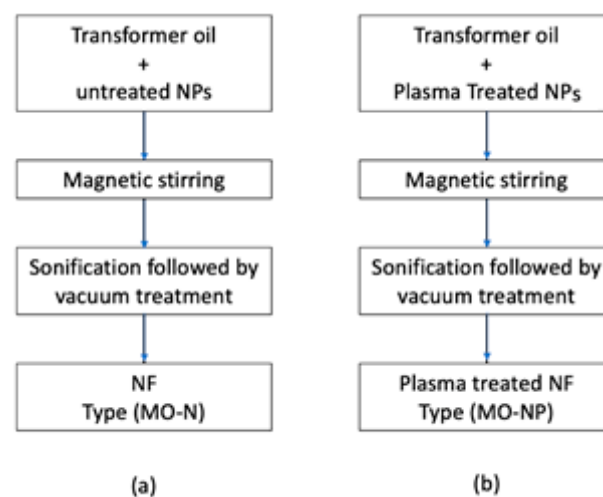 Transformer oil
+
untreated NPs
Magnetic stirring
Sonification followed by
vacuum treatment
NF
Type (MO-N)
(a)
Transformer oil
+
Plasma Treated NPs
Magnetic stirring
Sonification followed by
vacuum treatment
Plasma treated NF
Type (MO-NP)
(b)